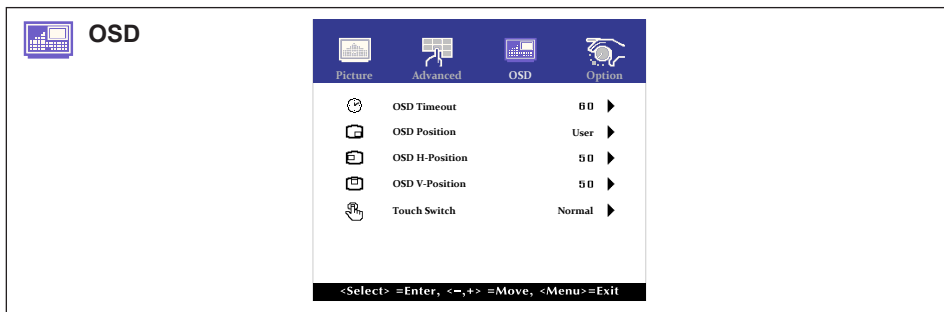 OSD
Picture Advanced OSD Option
OSD Timeout 60
OSD Position User
OSD H-Position 50
OSD V-Position 50
Touch Switch Normal
<Select> =Enter, <−,+> =Move, <Menu>=Exit